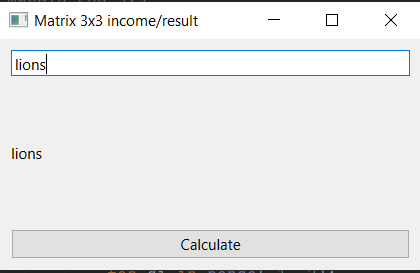 Matrix 3x3 income/result
lions
lions
Calculate